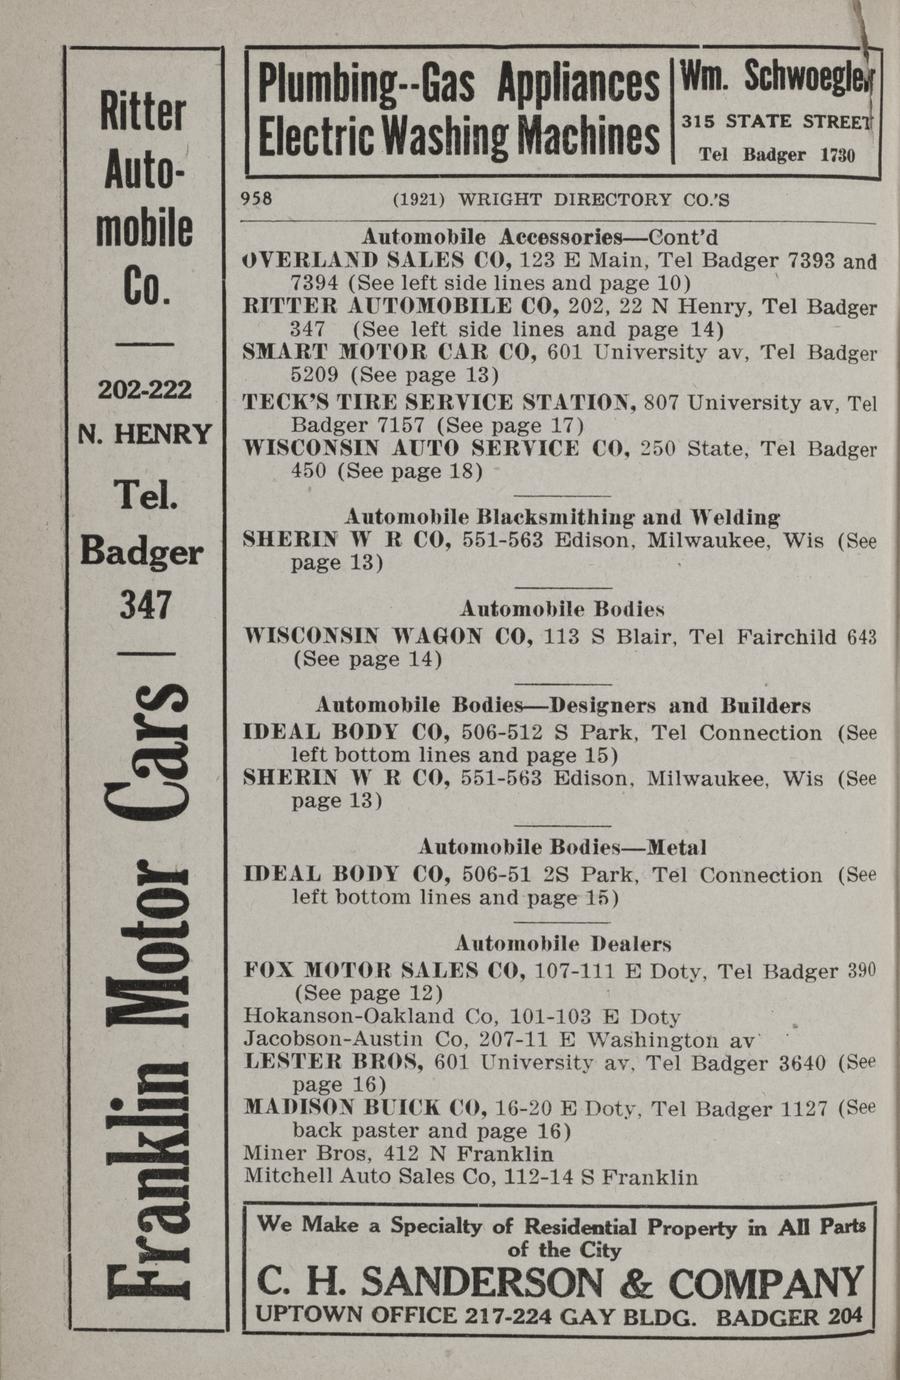 Ritter
Auto-
mobile
Co.
202-222
N. HENRY
Tel.
Badger
347
Franklin Motor Cars
Plumbing--Gas Appliances
Electric Washing Machines
Wm. Schwoegler
315 STATE STREET
Tel Badger 1730
958 (1921) WRIGHT DIRECTORY CO.'S
Automobile Accessories—Cont'd
OVERLAND SALES CO, 123 E Main, Tel Badger 7393 and
7394 (See left side lines and page 10)
RITTER AUTOMOBILE CO, 202, 22 N Henry, Tel Badger
347 (See left side lines and page 14)
SMART MOTOR CAR CO, 601 University av, Tel Badger
5209 (See page 13)
TECK'S TIRE SERVICE STATION, 807 University av, Tel
Badger 7157 (See page 17)
WISCONSIN AUTO SERVICE CO, 250 State, Tel Badger
450 (See page 18)
Automobile Blacksmithing and Welding
SHERIN W R CO, 551-563 Edison, Milwaukee, Wis (See
page 13)
Automobile Bodies
WISCONSIN WAGON CO, 113 S Blair, Tel Fairchild 643
(See page 14)
Automobile Bodies—Designers and Builders
IDEAL BODY CO, 506-512 S Park, Tel Connection (See
left bottom lines and page 15)
SHERIN W R CO, 551-563 Edison, Milwaukee, Wis (See
page 13)
Automobile Bodies—Metal
IDEAL BODY CO, 506-51 2S Park, Tel Connection (See
left bottom lines and page 15)
Automobile Dealers
FOX MOTOR SALES CO, 107-111 E Doty, Tel Badger 390
(See page 12)
Hokanson-Oakland Co, 101-103 E Doty
Jacobson-Austin Co, 207-11 E Washington av
LESTER BROS, 601 University av, Tel Badger 3640 (See
page 16)
MADISON BUICK CO, 16-20 E Doty, Tel Badger 1127 (See
back paster and page 16)
Miner Bros, 412 N Franklin
Mitchell Auto Sales Co, 112-14 S Franklin
We Make a Specialty of Residential Property in All Parts
of the City
C. H. SANDERSON & COMPANY
UPTOWN OFFICE 217-224 GAY BLDG. BADGER 204